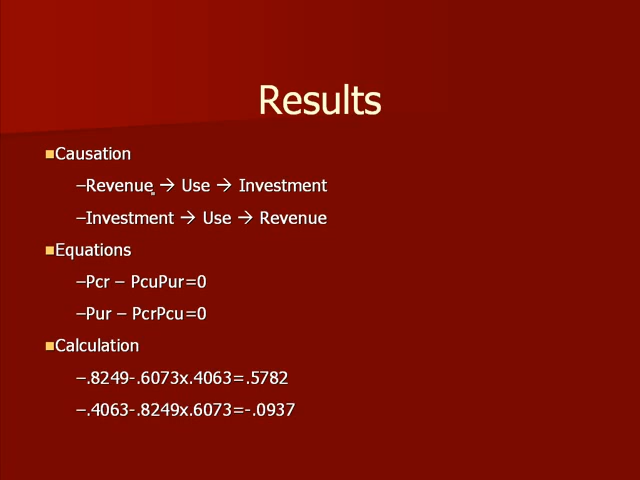 Results
Causation
–Revenue → Use → Investment
–Investment → Use → Revenue
Equations
–Pcr – PcuPur=0
–Pur – PcrPcu=0
Calculation
–.8249-.6073x.4063=.5782
–.4063-.8249x.6073=-.0937